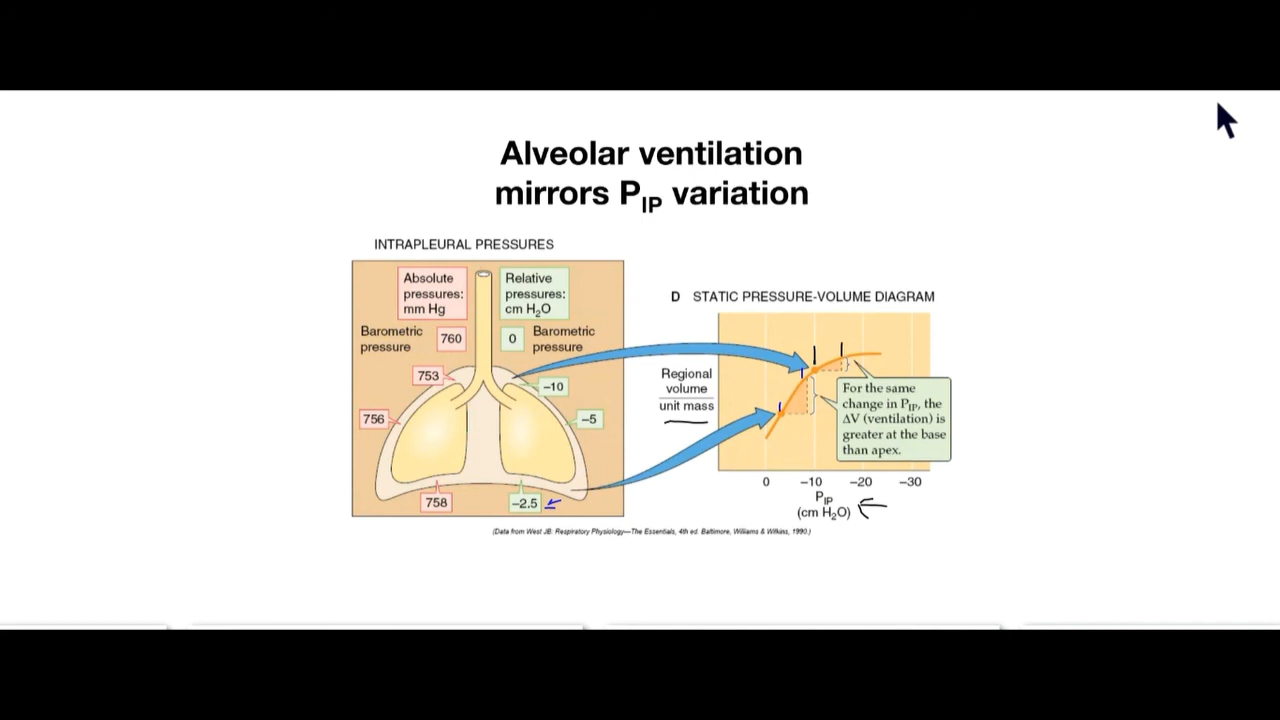 Alveolar ventilation
mirrors PIP variation
INTRAPLEURAL PRESSURES
Absolute
pressures:
mm Hg
Relative
pressures:
cm H2O
Barometric
pressure
760
0
Barometric
pressure
753
–10
756
–5
758
–2.5
D STATIC PRESSURE-VOLUME DIAGRAM
Regional
volume
unit mass
For the same
change in PIP, the
ΔV (ventilation) is
greater at the base
than apex.
0 –10 –20 –30
PIP
(cm H2O)
(Data from West JB: Respiratory Physiology—The Essentials, 4th ed. Baltimore, Williams & Wilkins, 1990.)